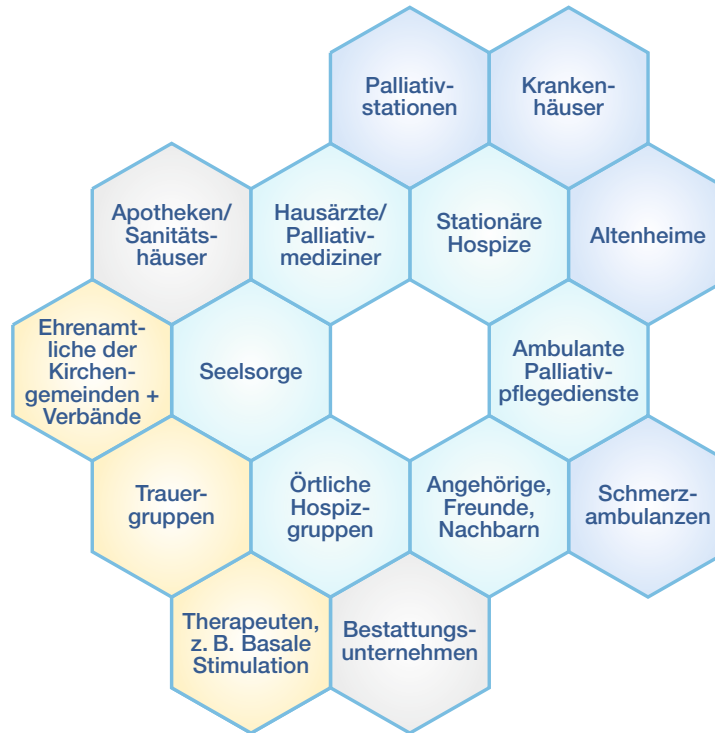 Palliativ-
stationen
Kranken-
häuser
Apotheken/
Sanitäts-
häuser
Hausärzte/
Palliativ-
mediziner
Stationäre
Hospize
Altenheime
Ehrenamt-
liche der
Kirchen-
gemeinden +
Verbände
Seelsorge
Ambulante
Palliativ-
pflegedienste
Trauer-
gruppen
Örtliche
Hospiz-
gruppen
Angehörige,
Freunde,
Nachbarn
Schmerz-
ambulanzen
Therapeuten,
z. B. Basale
Stimulation
Bestattungs-
unternehmen